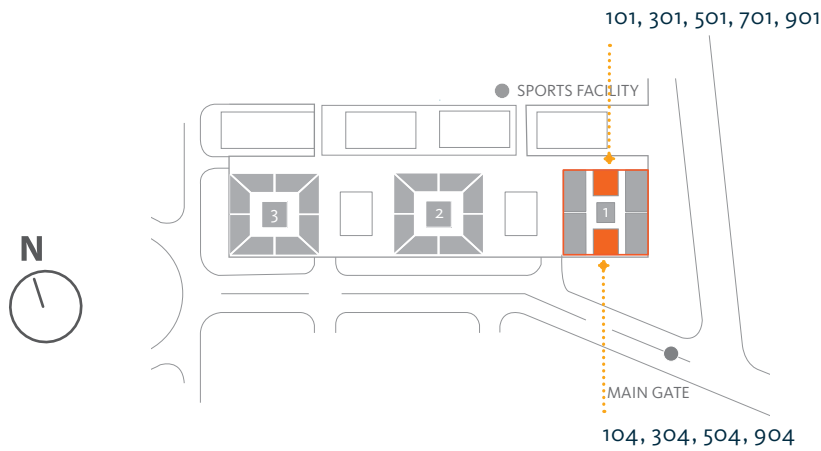 101, 301, 501, 701, 901
SPORTS FACILITY
3
2
1
N
MAIN GATE
104, 304, 504, 904